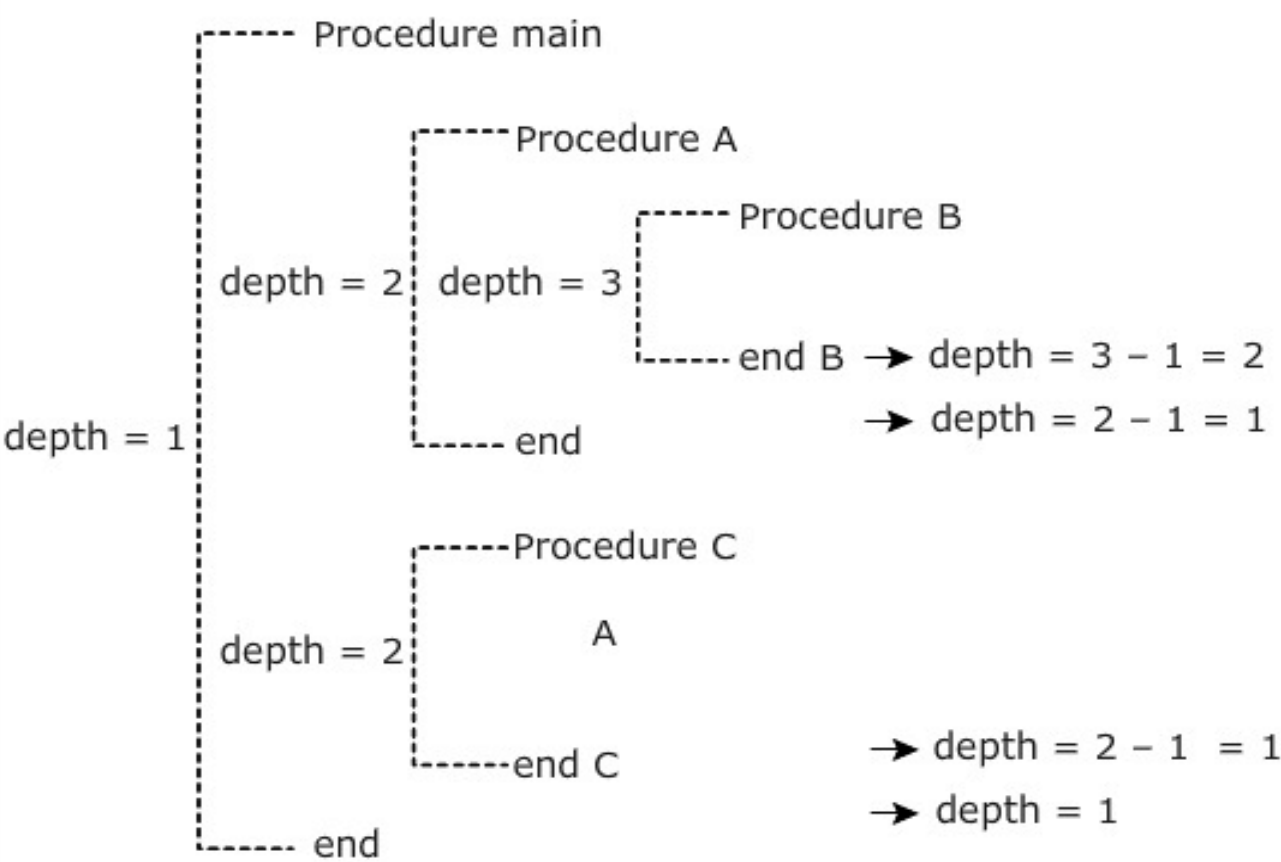 Procedure main
Procedure A
Procedure B
depth = 2 depth = 3
end B → depth = 3 – 1 = 2
→ depth = 2 – 1 = 1
depth = 1
end
Procedure C
A
depth = 2
→ depth = 2 – 1 = 1
end C
→ depth = 1
end